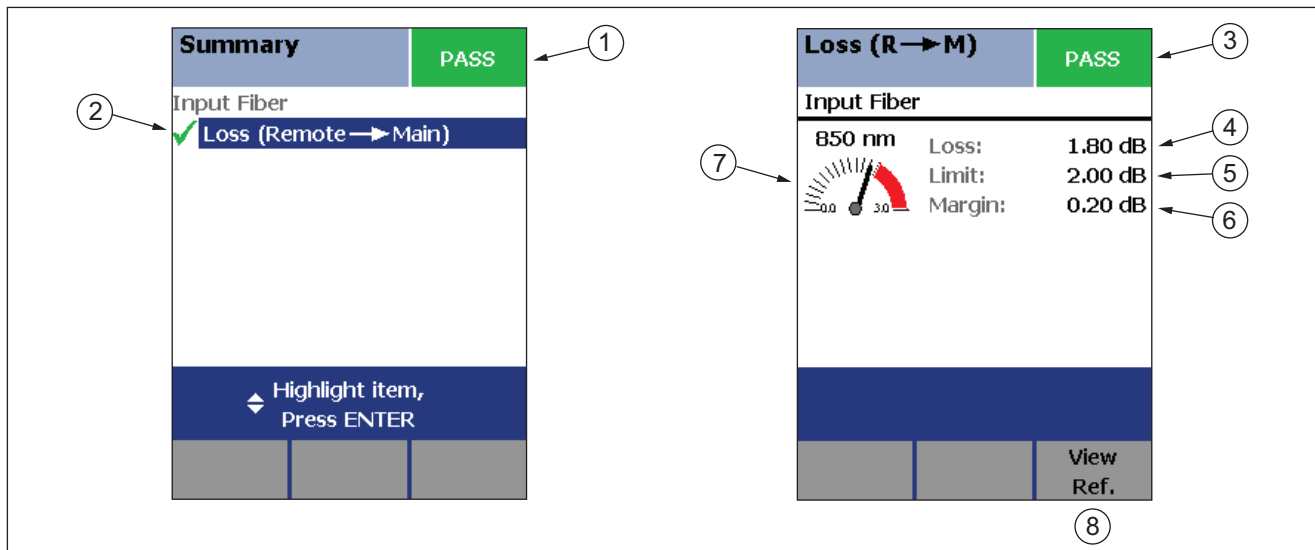 Summary
PASS
1
Input Fiber
2
Loss (Remote → Main)
Highlight item,
Press ENTER
Loss (R → M)
PASS
3
Input Fiber
850 nm
7
0.0
3.0
Loss: 1.80 dB
4
Limit: 2.00 dB
5
Margin: 0.20 dB
6
View
Ref.
8